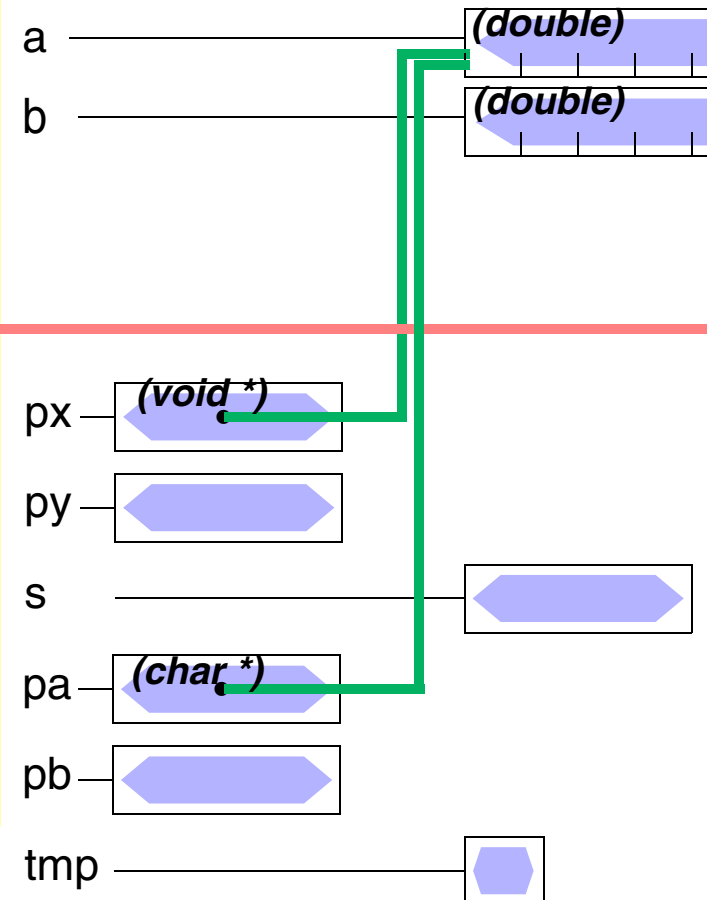 a (double)
b (double)
px (void *)
py
s
pa (char *)
pb
tmp